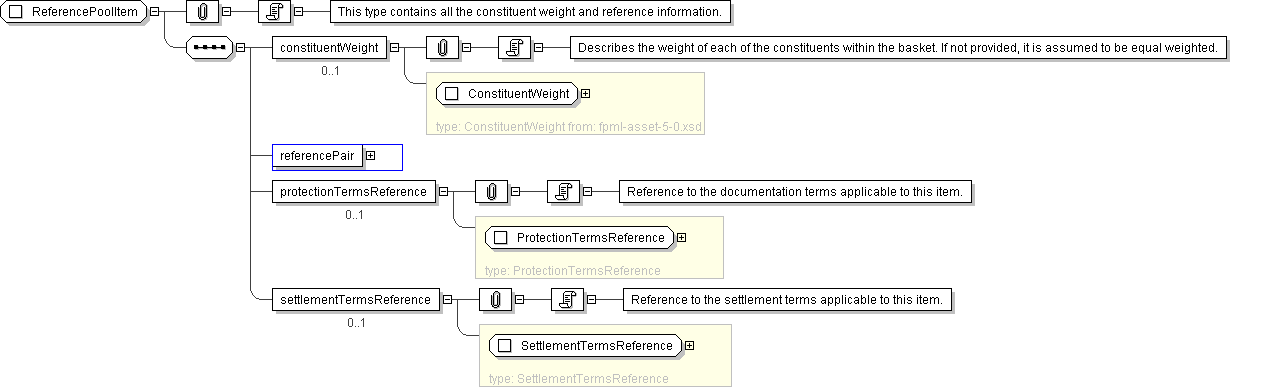 ReferencePoolItem
This type contains all the constituent weight and reference information.
constituentWeight
Describes the weight of each of the constituents within the basket. If not provided, it is assumed to be equal weighted.
0..1
ConstituentWeight
type: ConstituentWeight from: fpml-asset-5-0.xsd
referencePair
protectionTermsReference
Reference to the documentation terms applicable to this item.
0..1
ProtectionTermsReference
type: ProtectionTermsReference
settlementTermsReference
Reference to the settlement terms applicable to this item.
0..1
SettlementTermsReference
type: SettlementTermsReference